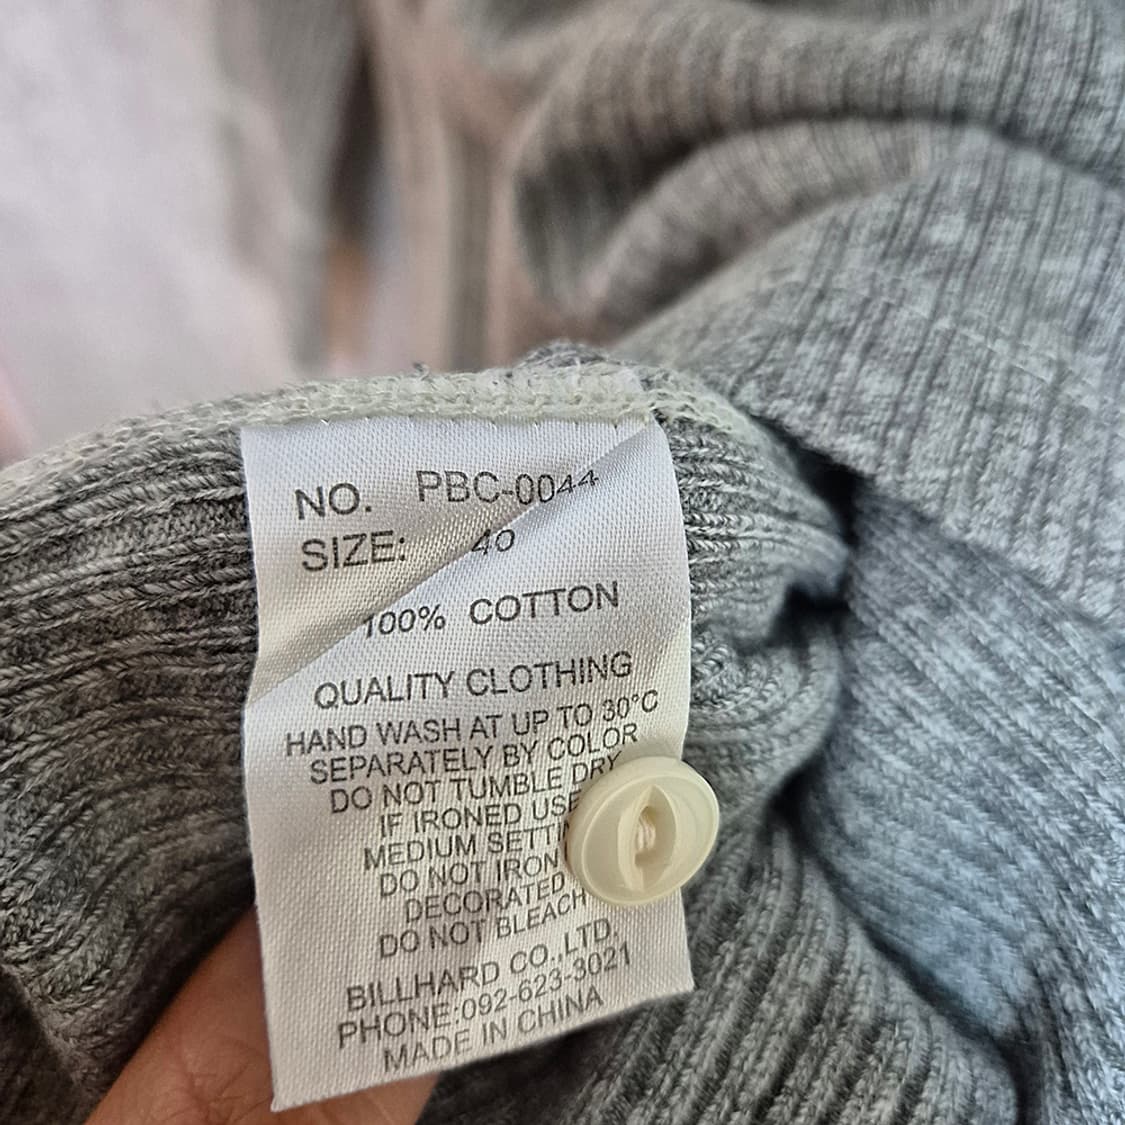 NO. PBC-0044
SIZE: 40
100% COTTON
QUALITY CLOTHING
HAND WASH AT UP TO 30°C
SEPARATELY BY COLOR
DO NOT TUMBLE DRY
IF IRONED USE
MEDIUM
DO NOT IRON
DECORATED
DO NOT BLEACH
BILLHARD CO.,LTD.
PHONE:092-623-3021
MADE IN CHINA